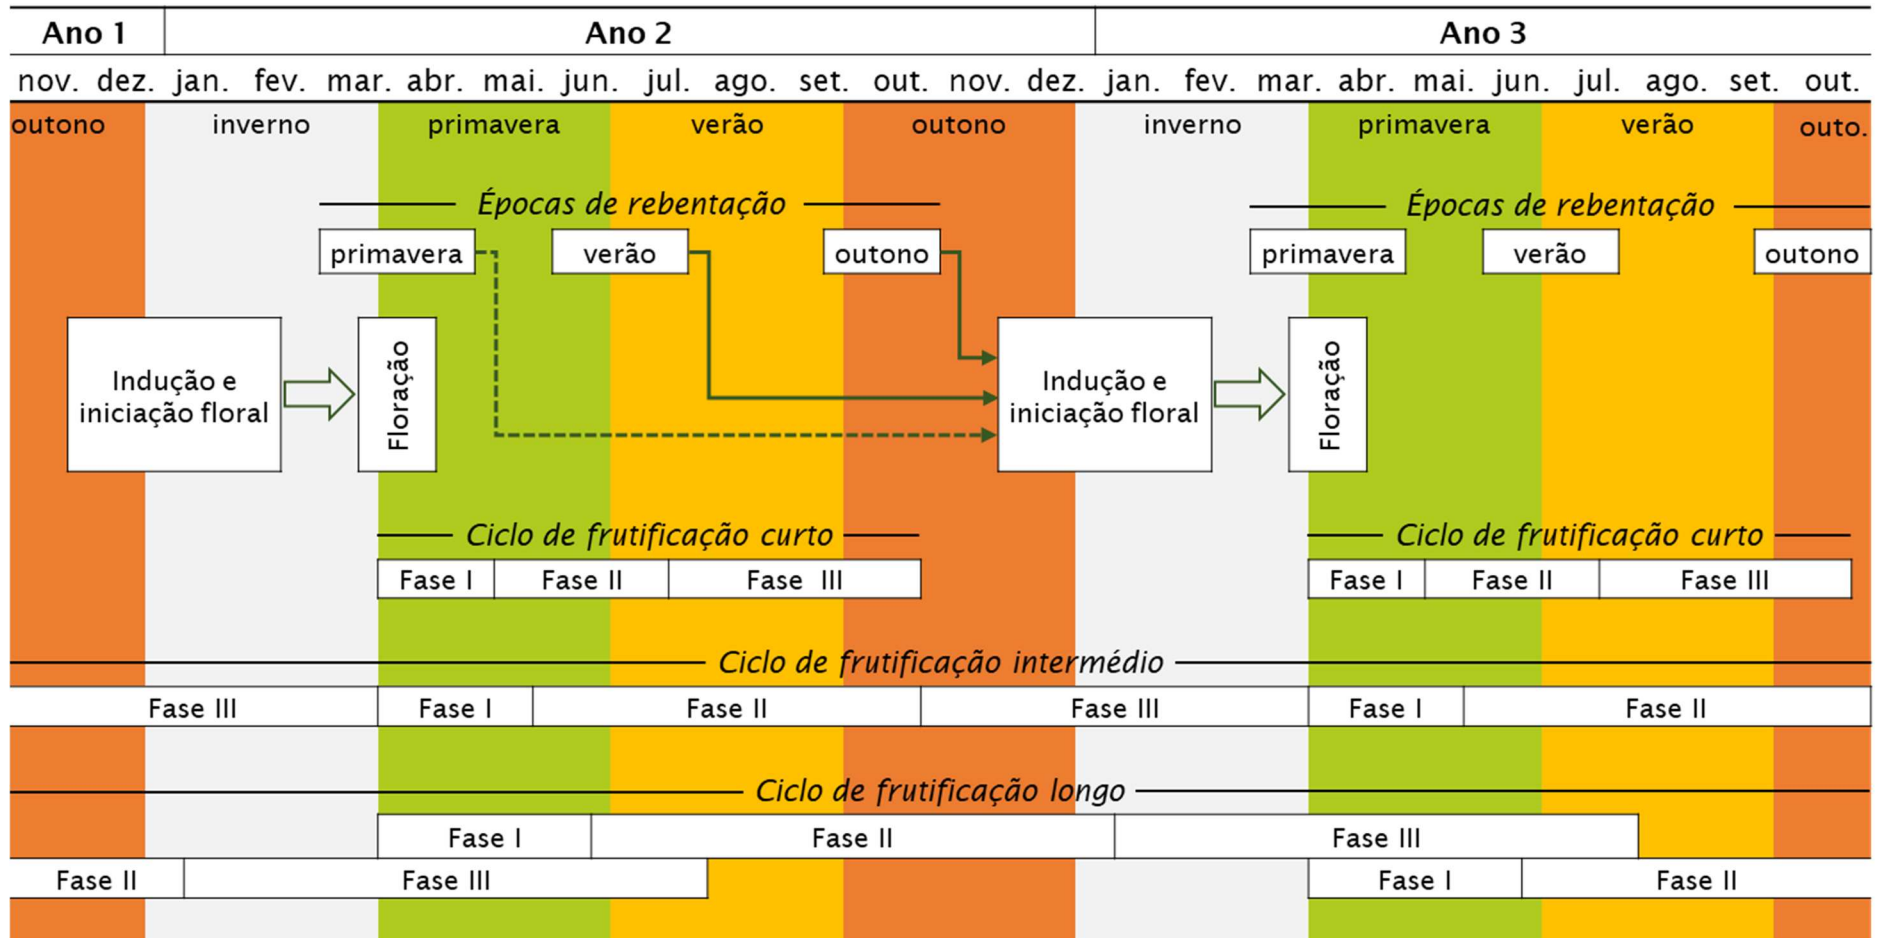 Ano 1 Ano 2 Ano 3
nov. dez. jan. fev. mar. abr. mai. jun. jul. ago. set. out. nov. dez. jan. fev. mar. abr. mai. jun. jul. ago. set. out.
outono inverno primavera verão outono inverno primavera verão outo.
Épocas de rebentação Épocas de rebentação
primavera verão outono primavera verão outono
Indução e
iniciação floral
Floração
Indução e
iniciação floral
Floração
Ciclo de frutificação curto Ciclo de frutificação curto
Fase I Fase II Fase III Fase I Fase II Fase III
Ciclo de frutificação intermédio
Fase III Fase I Fase II Fase III Fase I Fase II
Ciclo de frutificação longo
Fase I Fase II Fase III
Fase II Fase III Fase I Fase II